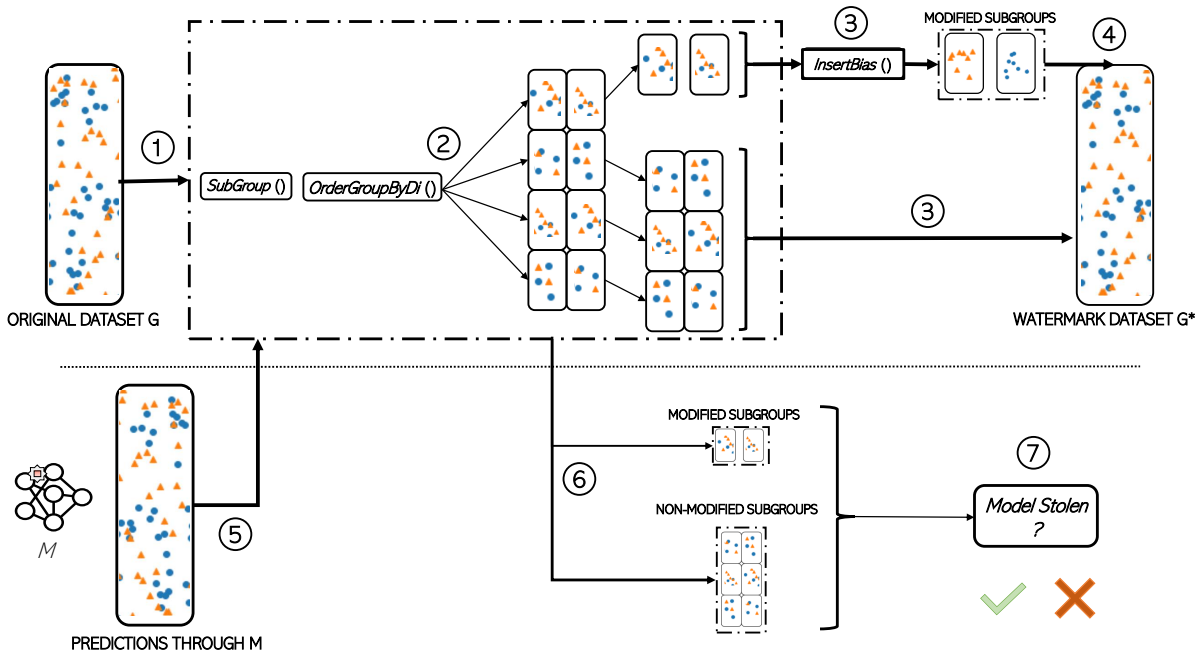 ③
MODIFIED SUBGROUPS
④
InsertBias ()
①
②
SubGroup ()
OrderGroupByDi ()
③
ORIGINAL DATASET G
WATERMARK DATASET G*
MODIFIED SUBGROUPS
⑦
⑥
Model Stolen
?
NON-MODIFIED SUBGROUPS
⑤
M
PREDICTIONS THROUGH M